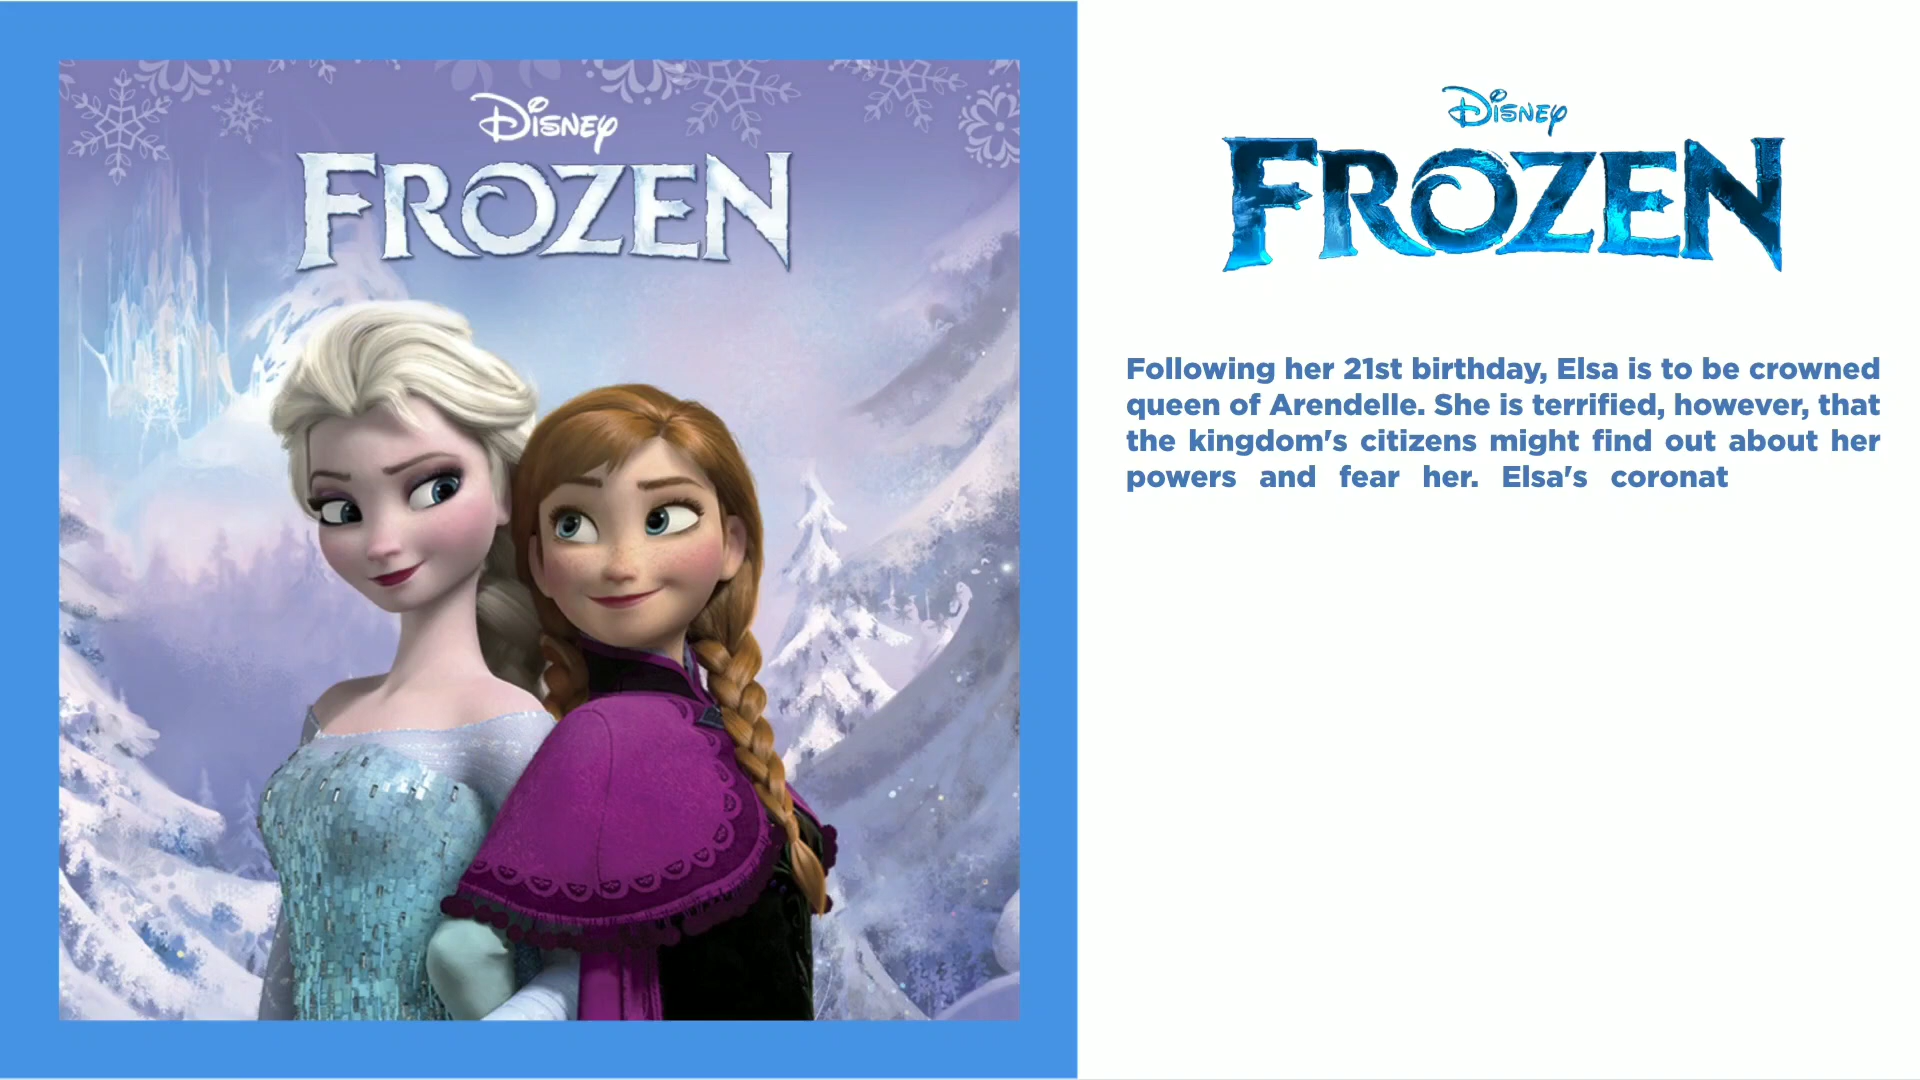 Disney
FROZEN
Disney
FROZEN
Following her 21st birthday, Elsa is to be crowned
queen of Arendelle. She is terrified, however, that
the kingdom's citizens might find out about her
powers and fear her. Elsa's coronat